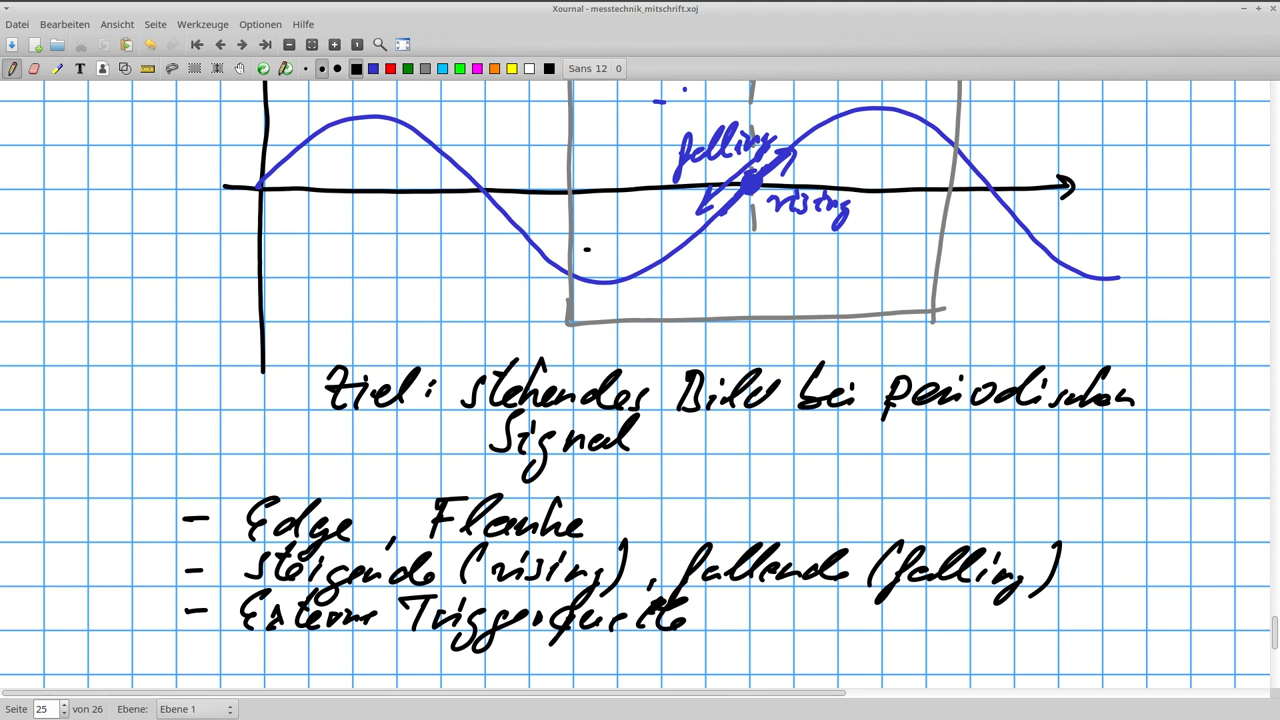 Xournal - messtechnik_mitschrift.xoj
Datei Bearbeiten Ansicht Seite Werkzeuge Optionen Hilfe
Sans 12 0
falling
rising
Ziel: stehendes Bild bei periodischen
Signal
- Edge, Flanke
- steigende (rising), fallende (falling)
- Externe Triggerquelle
Seite 25 von 26 Ebene: Ebene 1